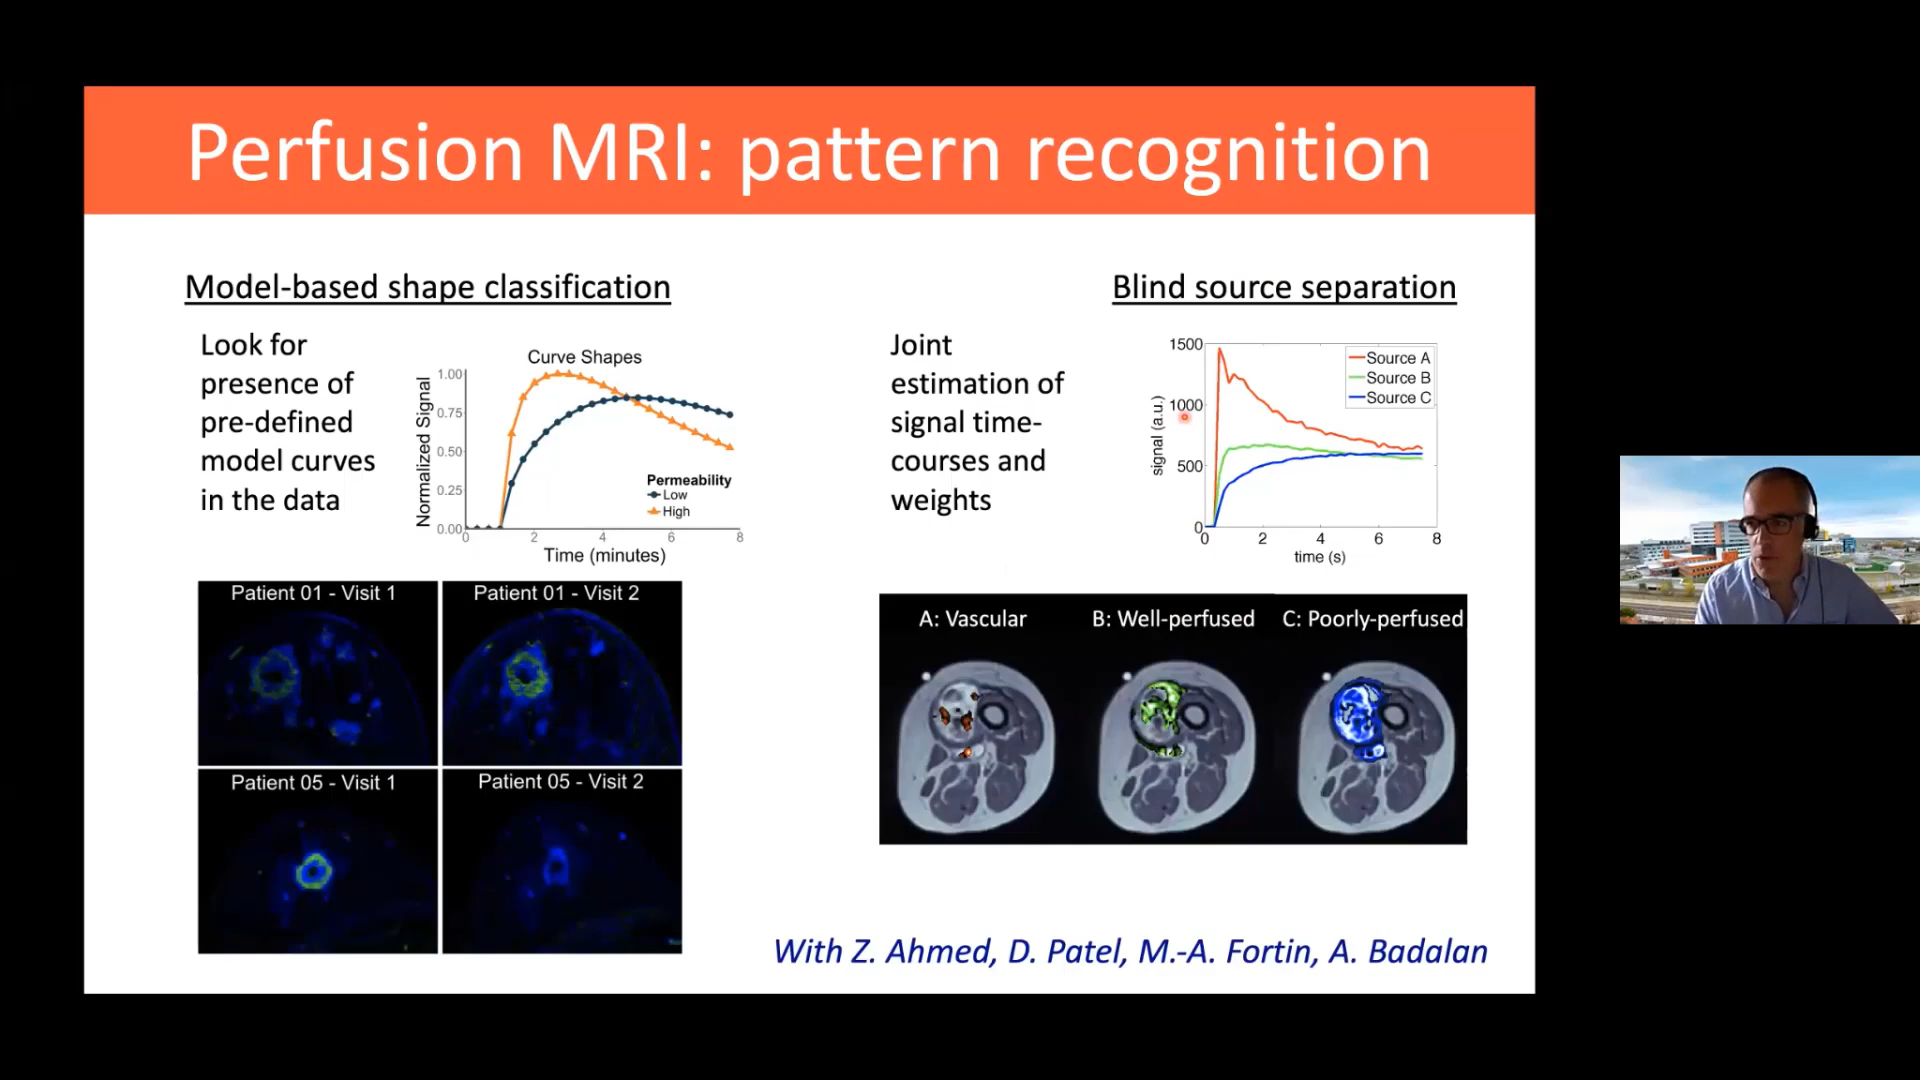 Perfusion MRI: pattern recognition
Model-based shape classification
Look for
presence of
pre-defined
model curves
in the data
Curve Shapes
Normalized Signal
1.00
0.75
0.50
0.25
0.00
0
2
4
6
8
Time (minutes)
Permeability
Low
High
Patient 01 - Visit 1
Patient 01 - Visit 2
Patient 05 - Visit 1
Patient 05 - Visit 2
Blind source separation
Joint
estimation of
signal time-
courses and
weights
signal (a.u.)
1500
1000
500
0
0
2
4
6
8
time (s)
Source A
Source B
Source C
A: Vascular
B: Well-perfused
C: Poorly-perfused
With Z. Ahmed, D. Patel, M.-A. Fortin, A. Badalan